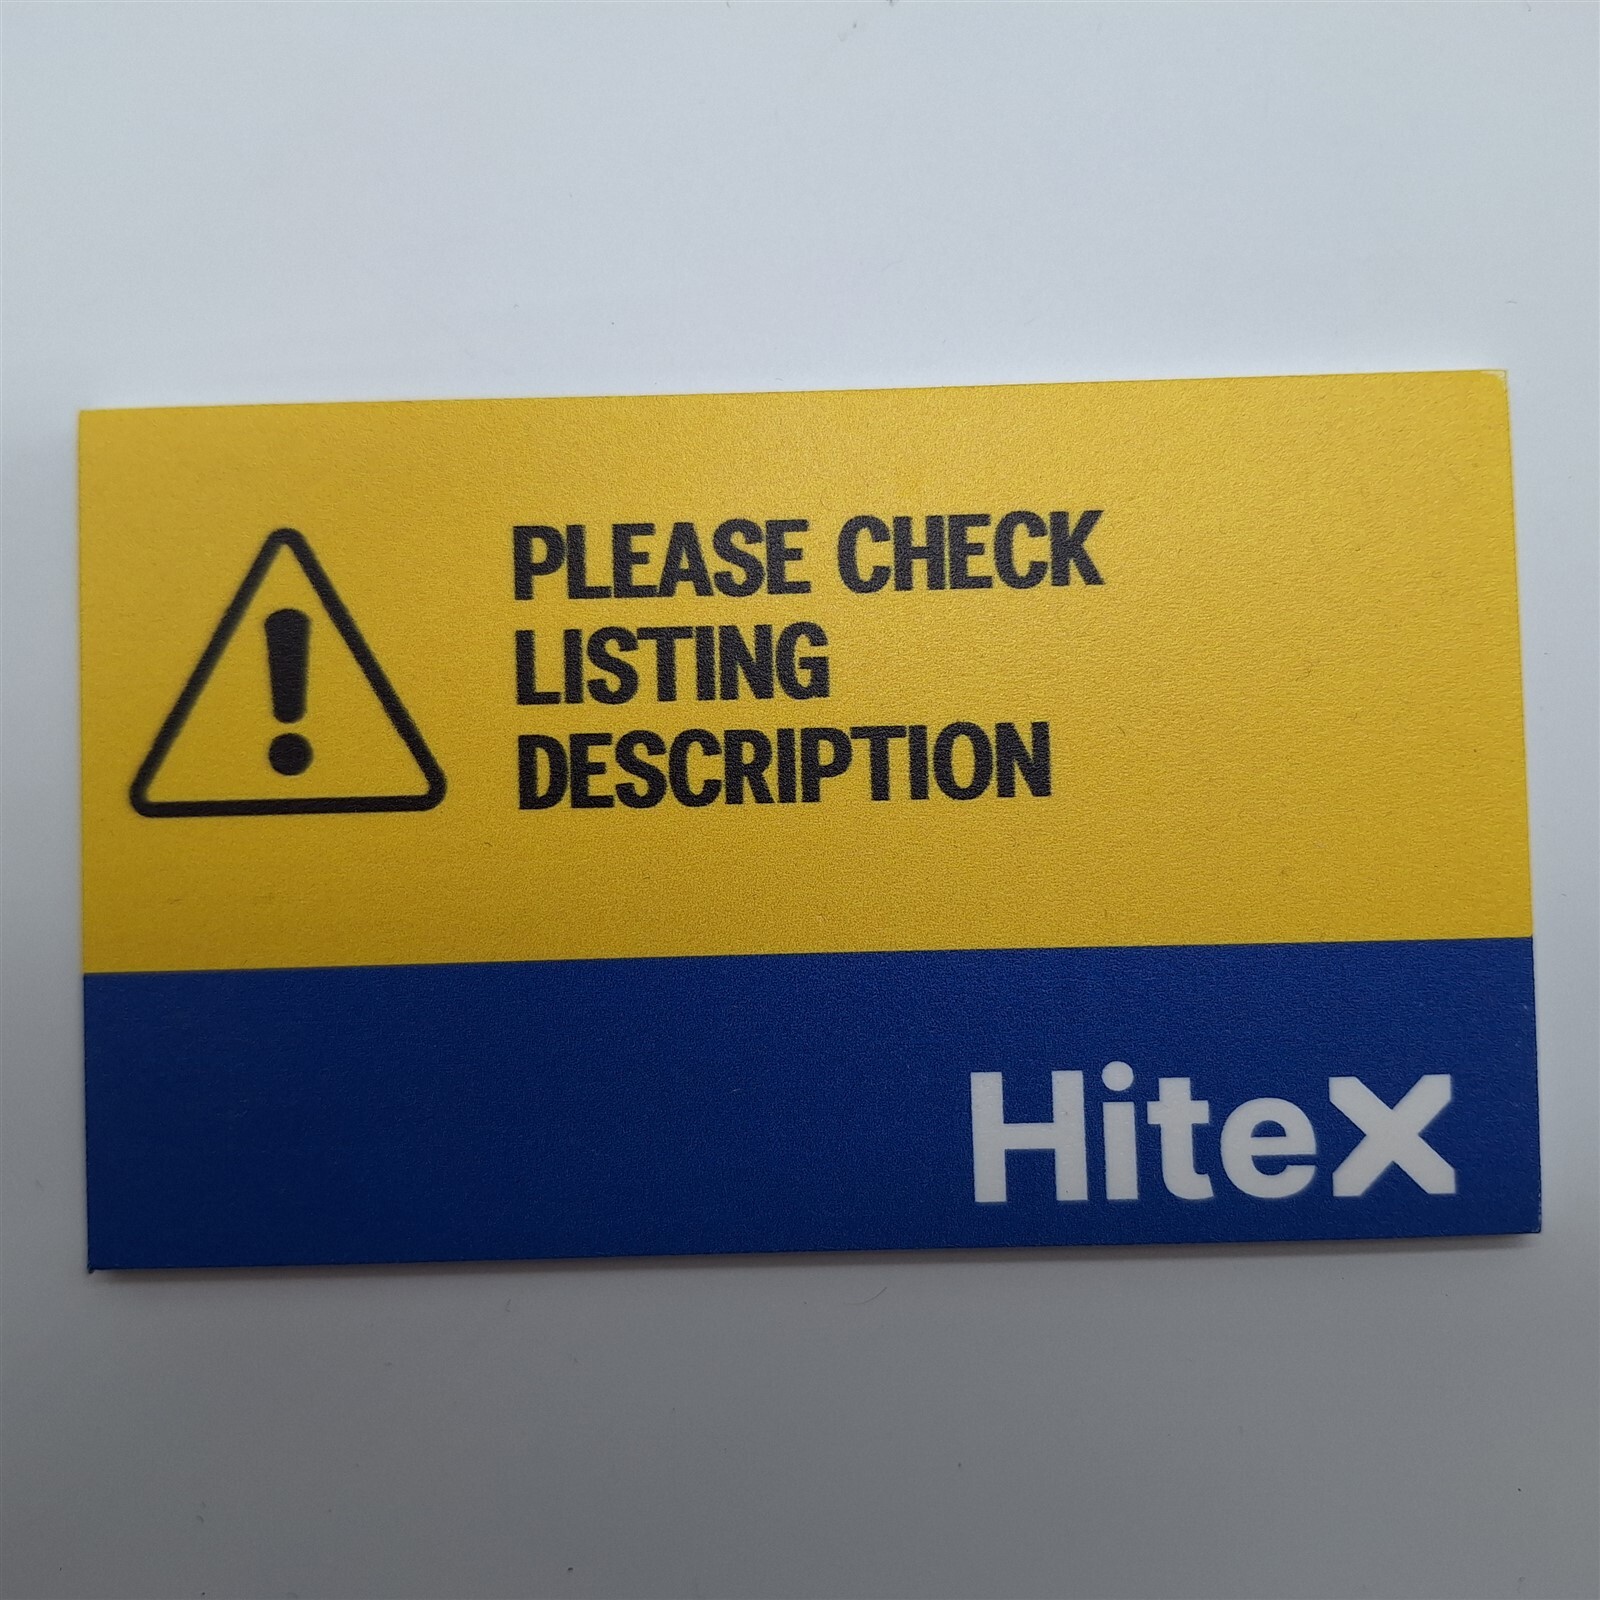 PLEASE CHECK
LISTING
DESCRIPTION
HiteX